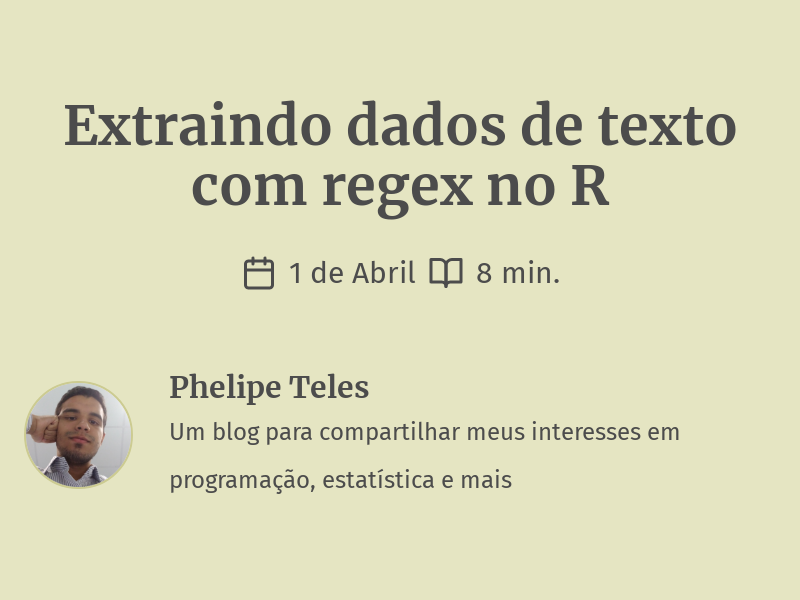 Extraindo dados de texto
com regex no R
1 de Abril 8 min.
Phelipe Teles
Um blog para compartilhar meus interesses em
programação, estatística e mais